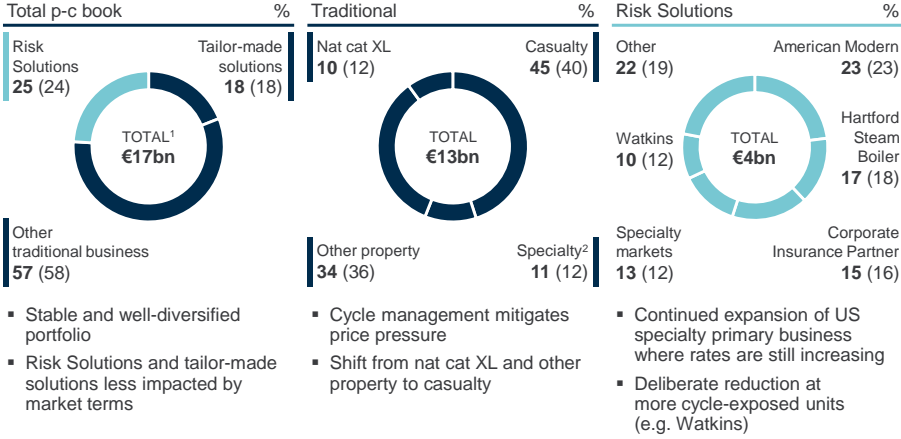 Total p-c book %
Risk
Solutions
25 (24)
Tailor-made
solutions
18 (18)
TOTAL¹
€17bn
Other
traditional business
57 (58)
▪ Stable and well-diversified
portfolio
▪ Risk Solutions and tailor-made
solutions less impacted by
market terms
Traditional %
Nat cat XL
10 (12)
Casualty
45 (40)
TOTAL
€13bn
Other property
34 (36)
Specialty²
11 (12)
▪ Cycle management mitigates
price pressure
▪ Shift from nat cat XL and other
property to casualty
Risk Solutions %
Other
22 (19)
American Modern
23 (23)
Watkins
10 (12)
TOTAL
€4bn
Hartford
Steam
Boiler
17 (18)
Specialty
markets
13 (12)
Corporate
Insurance Partner
15 (16)
▪ Continued expansion of US
specialty primary business
where rates are still increasing
▪ Deliberate reduction at
more cycle-exposed units
(e.g. Watkins)